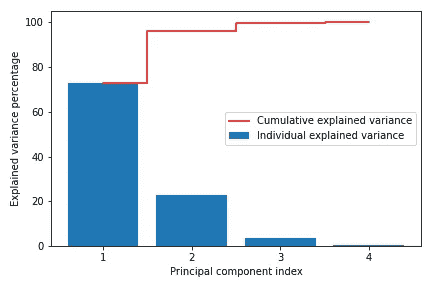 100
80
60
40
20
0
Explained variance percentage
Cumulative explained variance
Individual explained variance
1 2 3 4
Principal component index